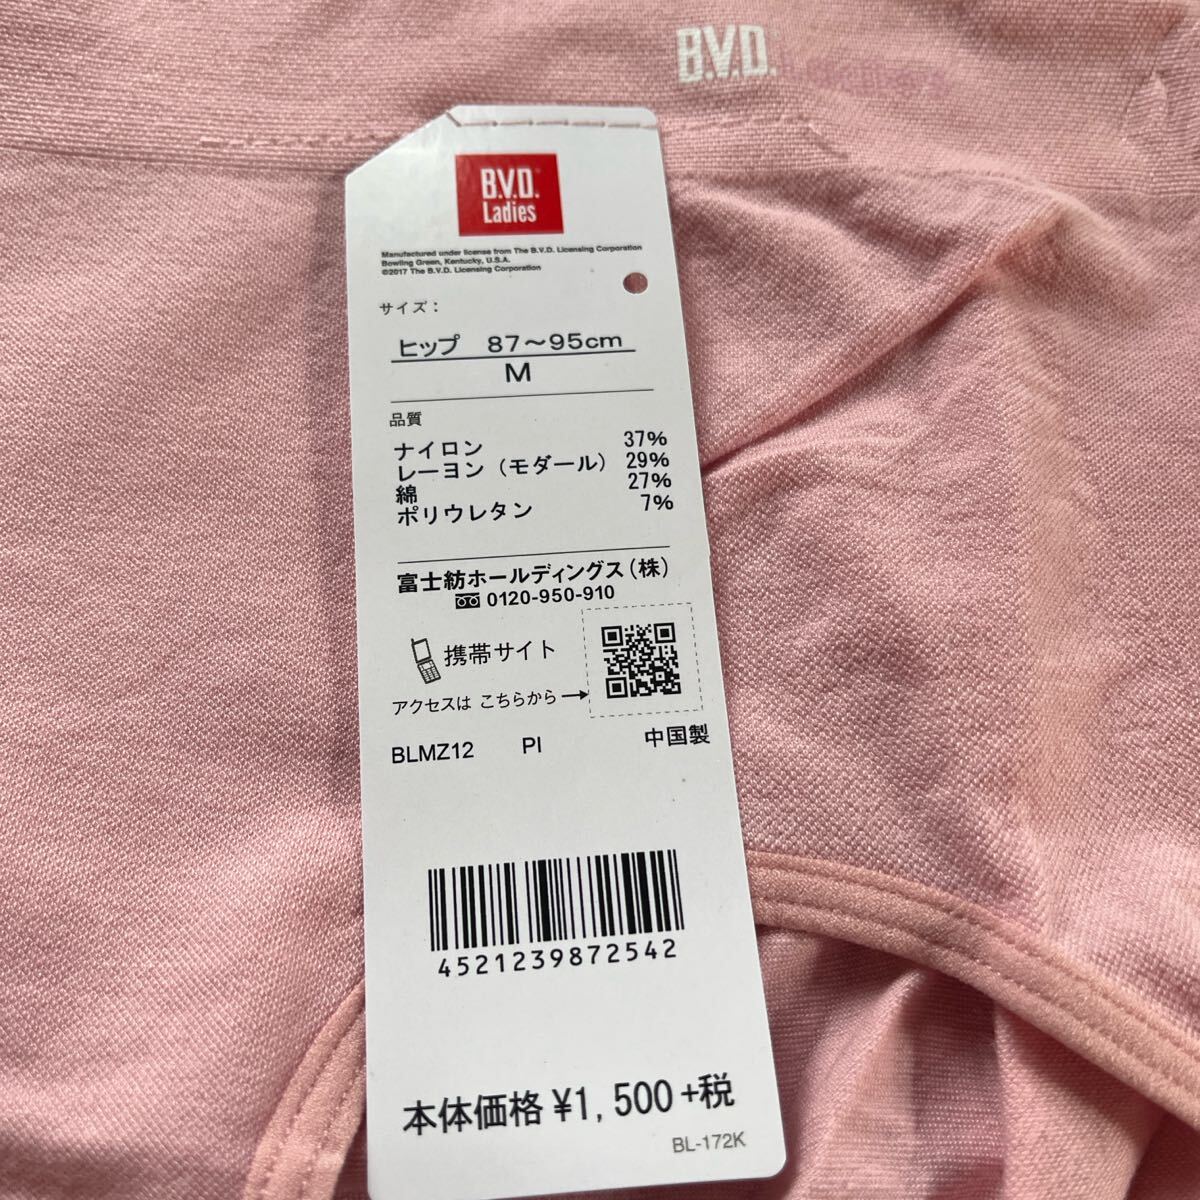 B.V.D.
B.V.D.
Ladies
Manufactured under license from The B.V.D. Licensing Corporation
Bowling Green, Kentucky, U.S.A.
©2017 The B.V.D. Licensing Corporation
サイズ：
ヒップ 87～95cm
M
品質
ナイロン 37%
レーヨン（モダール） 29%
綿 27%
ポリウレタン 7%
富士紡ホールディングス（株）
0120-950-910
携帯サイト
アクセスは こちらから→
BLMZ12 PI 中国製
4521239872542
本体価格 ¥1,500+税
BL-172K